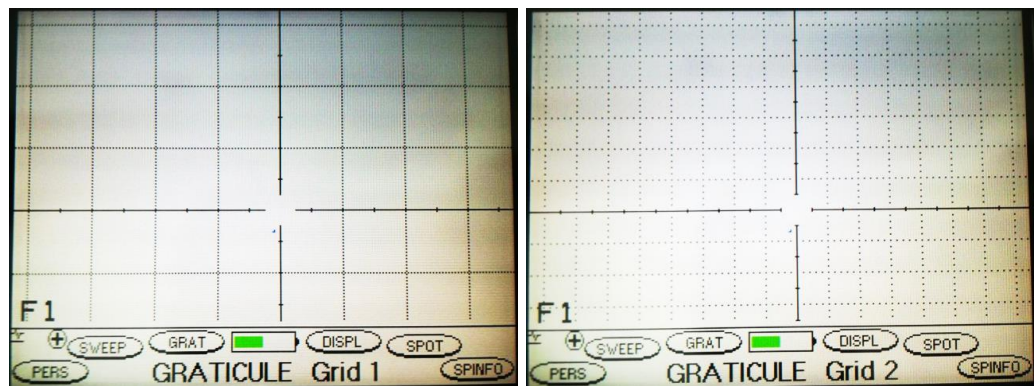 F1
SWEEP GRAT DISPL SPOT
PERS GRATICULE Grid 1 SPINFO
F1
SWEEP GRAT DISPL SPOT
PERS GRATICULE Grid 2 SPINFO